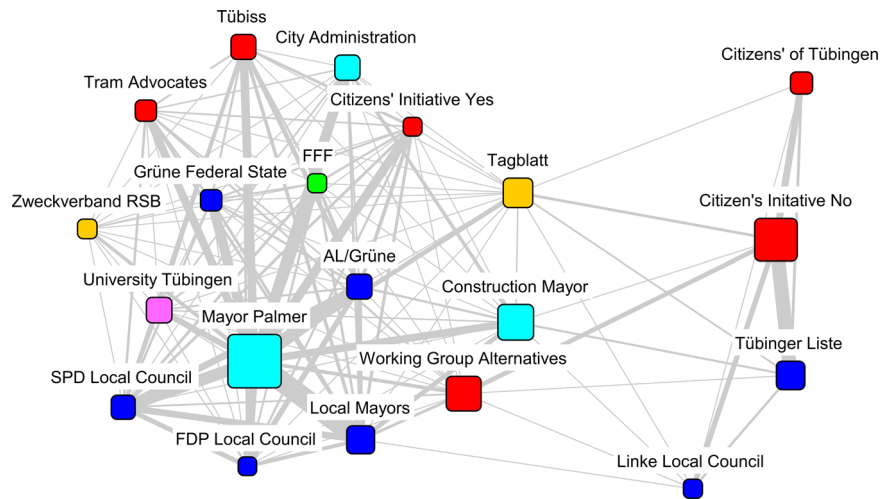 Tübiss
City Administration
Citizens' of Tübingen
Tram Advocates
Citizens' Initiative Yes
FFF
Tagblatt
Grüne Federal State
Zweckverband RSB
Citizen's Initative No
AL/Grüne
University Tübingen
Construction Mayor
Mayor Palmer
Tübinger Liste
Working Group Alternatives
SPD Local Council
Local Mayors
FDP Local Council
Linke Local Council